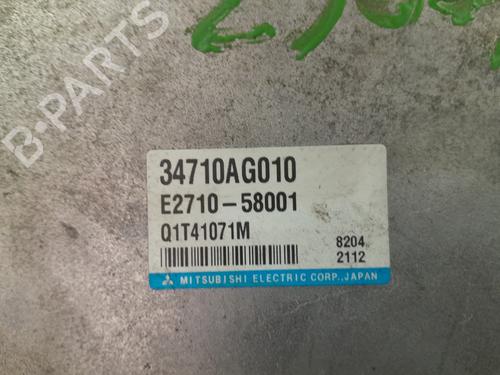 B-PARTS
34710AG010
E2710-58001
Q1T41071M
8204
2112
MITSUBISHI ELECTRIC CORP., JAPAN